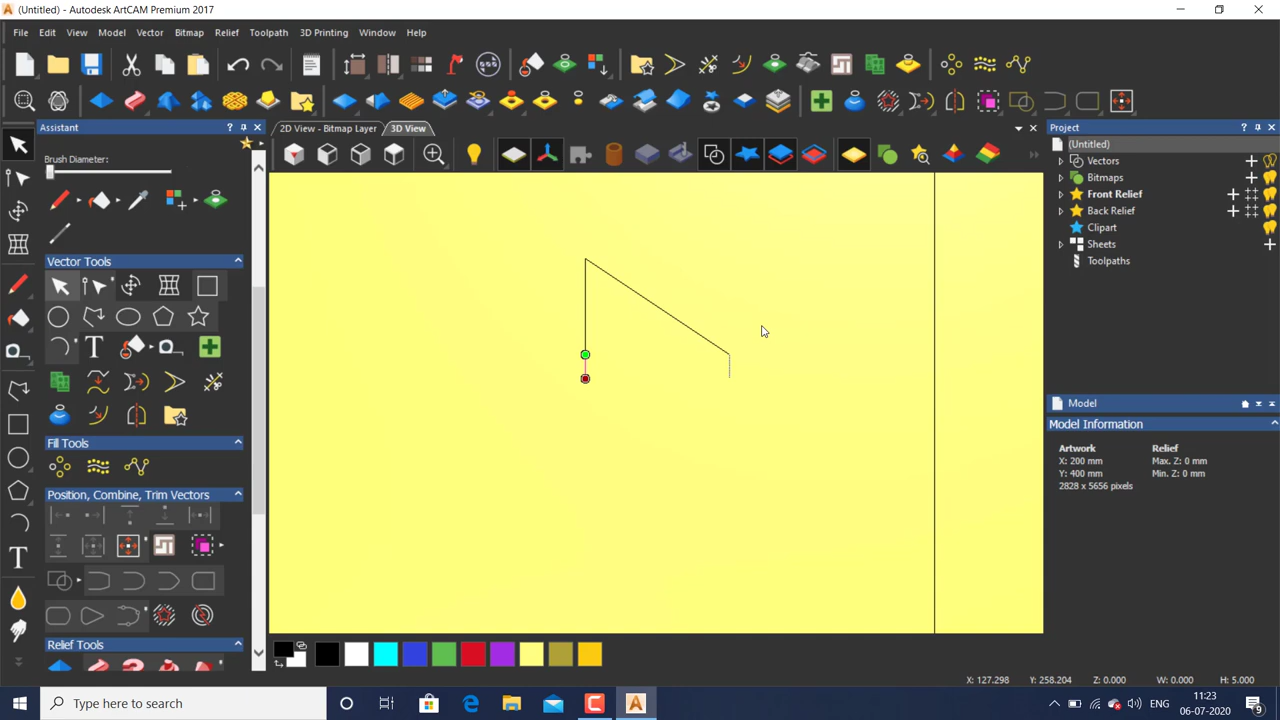 (Untitled) - Autodesk ArtCAM Premium 2017
File Edit View Model Vector Bitmap Relief Toolpath 3D Printing Window Help
Assistant ?
2D View - Bitmap Layer 3D View
Brush Diameter:
Vector Tools
T
Fill Tools
Position, Combine, Trim Vectors
T
Relief Tools
Project ?
(Untitled)
Vectors
Bitmaps
Front Relief
Back Relief
Clipart
Sheets
Toolpaths
Model
Model Information
Artwork Relief
X: 200 mm Max. Z: 0 mm
Y: 400 mm Min. Z: 0 mm
2828 x 5656 pixels
X: 127.298 Y: 258.204 Z: 0.000 W: 0.000 H: 5.000
Type here to search
ENG
11:23
06-07-2020
9